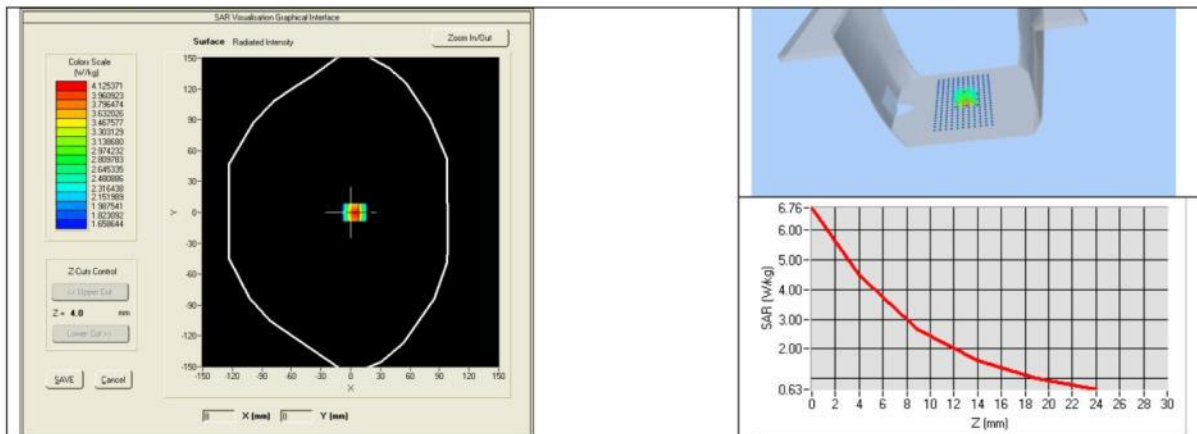 SAR Visualisation Graphical Interface
Surface Radiated Intensity
Zoom In/Out
Colors Scale
(W/kg)
4.125371
3.960923
3.796474
3.632026
3.467577
3.303129
3.138680
2.974232
2.809783
2.645335
2.480886
2.316438
2.151989
1.987541
1.823092
1.658644
Z-Cuts Control
<< Upper Cut
Z = 4.0 mm
Lower Cut >>
SAVE Cancel
150
120
90
60
30
0
-30
-60
-90
-120
-150
Y
-150 -120 -90 -60 -30 0 30 60 90 120 150
X
8 X (mm) 0 Y (mm)
6.76
6.00
5.00
4.00
3.00
2.00
0.63
SAR (W/kg)
0 2 4 6 8 10 12 14 16 18 20 22 24 26 28 30
Z (mm)